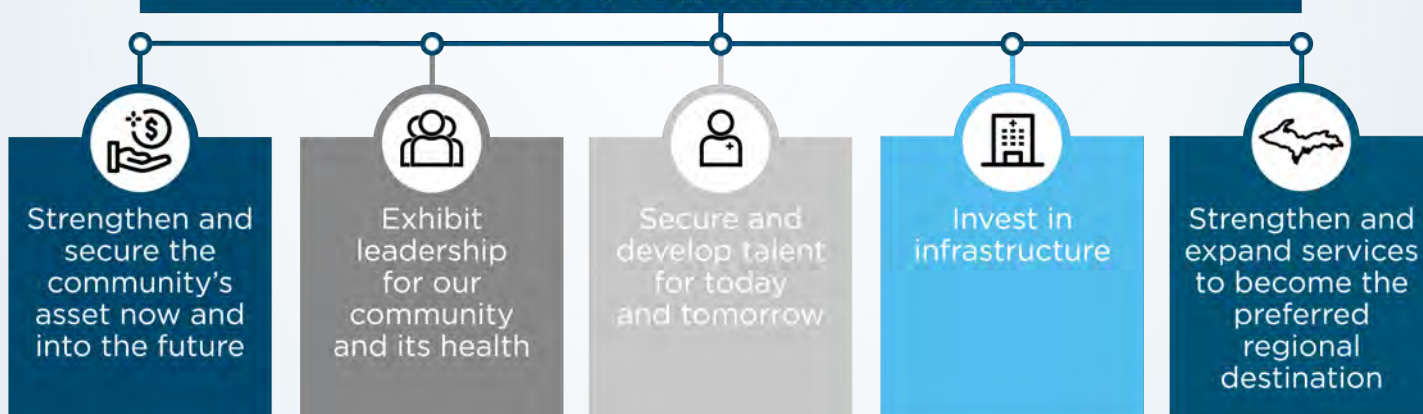 Strengthen and
secure the
community's
asset now and
into the future
Exhibit
leadership
for our
community
and its health
Secure and
develop talent
for today
and tomorrow
Invest in
infrastructure
Strengthen and
expand services
to become the
preferred
regional
destination